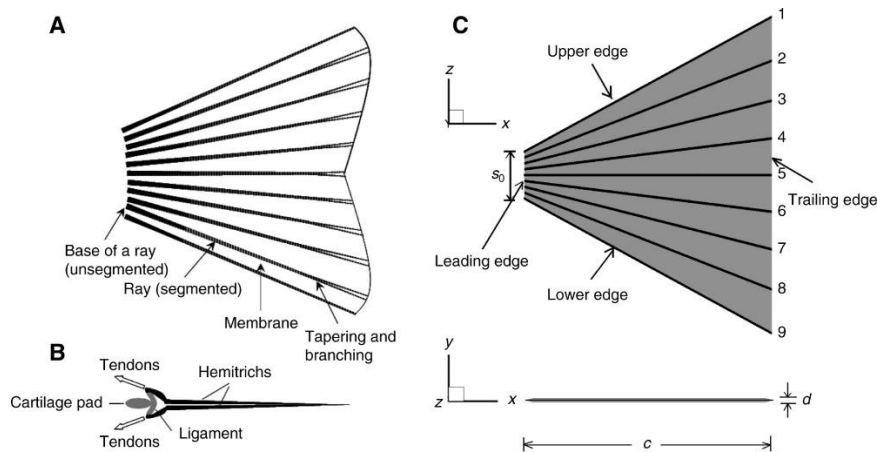 A
Base of a ray
(unsegmented)
Ray (segmented)
Membrane
Tapering and
branching
B
Tendons
Hemitrichs
Cartilage pad
Tendons
Ligament
C
z
x
Upper edge
1
2
3
4
5
6
7
8
9
s0
Trailing edge
Leading edge
Lower edge
y
z
x
d
c